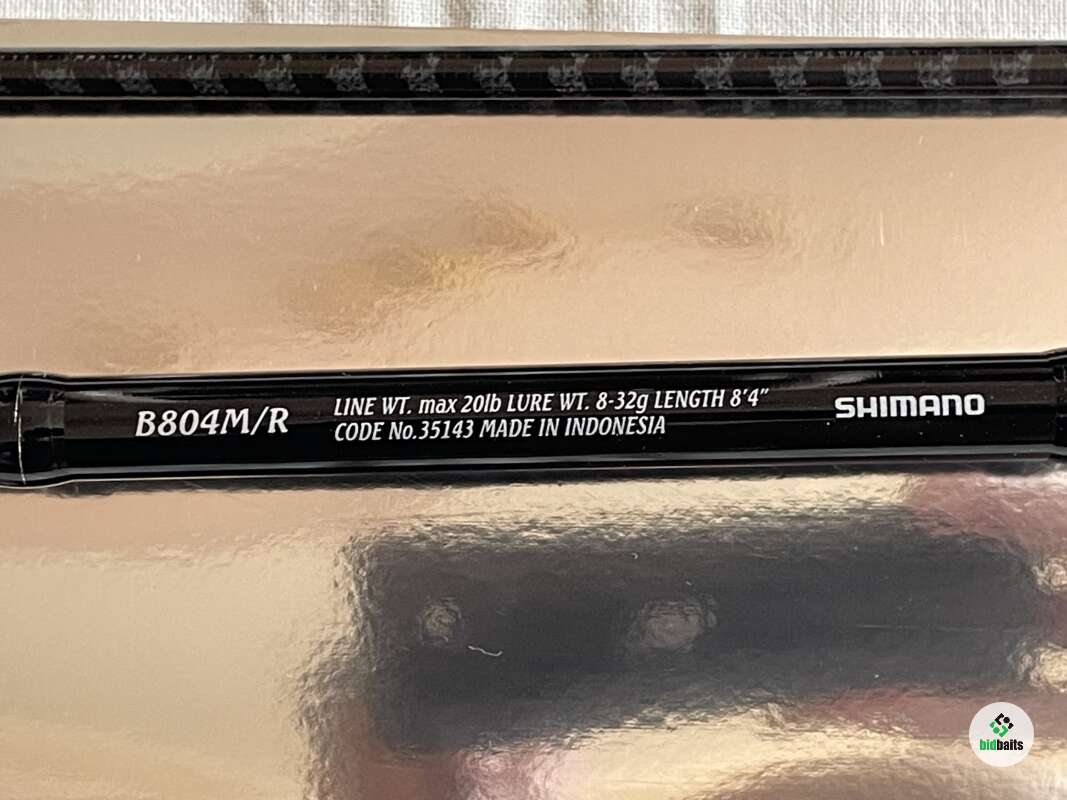 B804M/R
LINE WT. max 20lb LURE WT. 8-32g LENGTH 8'4"
CODE No.35143 MADE IN INDONESIA
SHIMANO
bidbaits